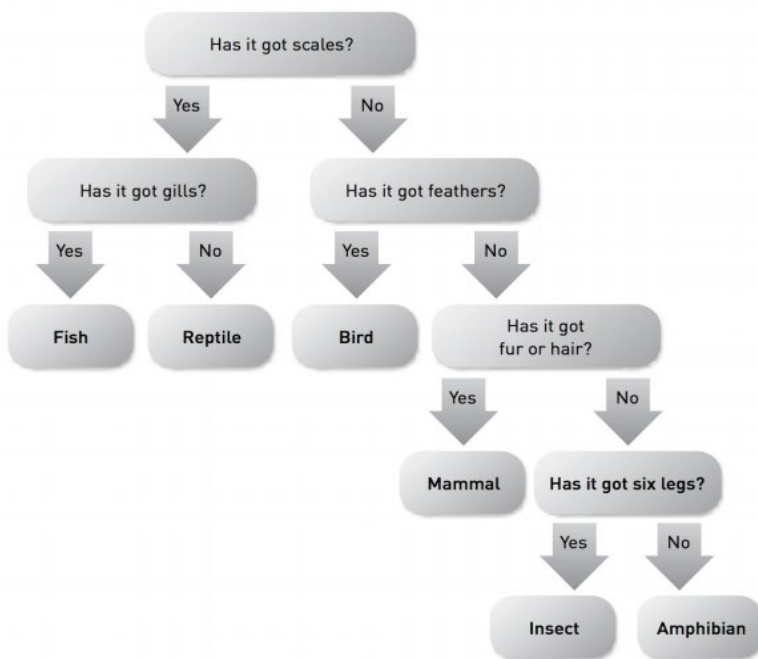 Has it got scales?
Yes
No
Has it got gills?
Has it got feathers?
Yes
No
Yes
No
Fish
Reptile
Bird
Has it got
fur or hair?
Yes
No
Mammal
Has it got six legs?
Yes
No
Insect
Amphibian